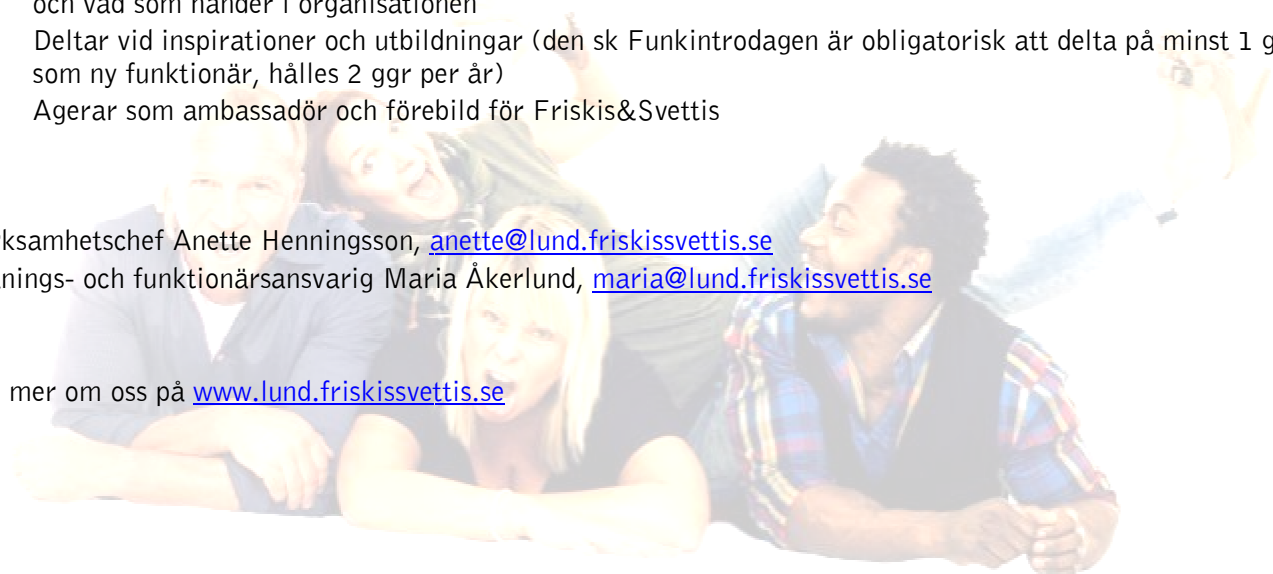 och vad som händer i organisationen
Deltar vid inspirationer och utbildningar (den sk Funkintrodagen är obligatorisk att delta på minst 1 g
som ny funktionär, hålles 2 ggr per år)
Agerar som ambassadör och förebild för Friskis&Svettis
ksamhetschef Anette Henningsson, anette@lund.friskissvettis.se
nings- och funktionärsansvarig Maria Åkerlund, maria@lund.friskissvettis.se
mer om oss på www.lund.friskissvettis.se